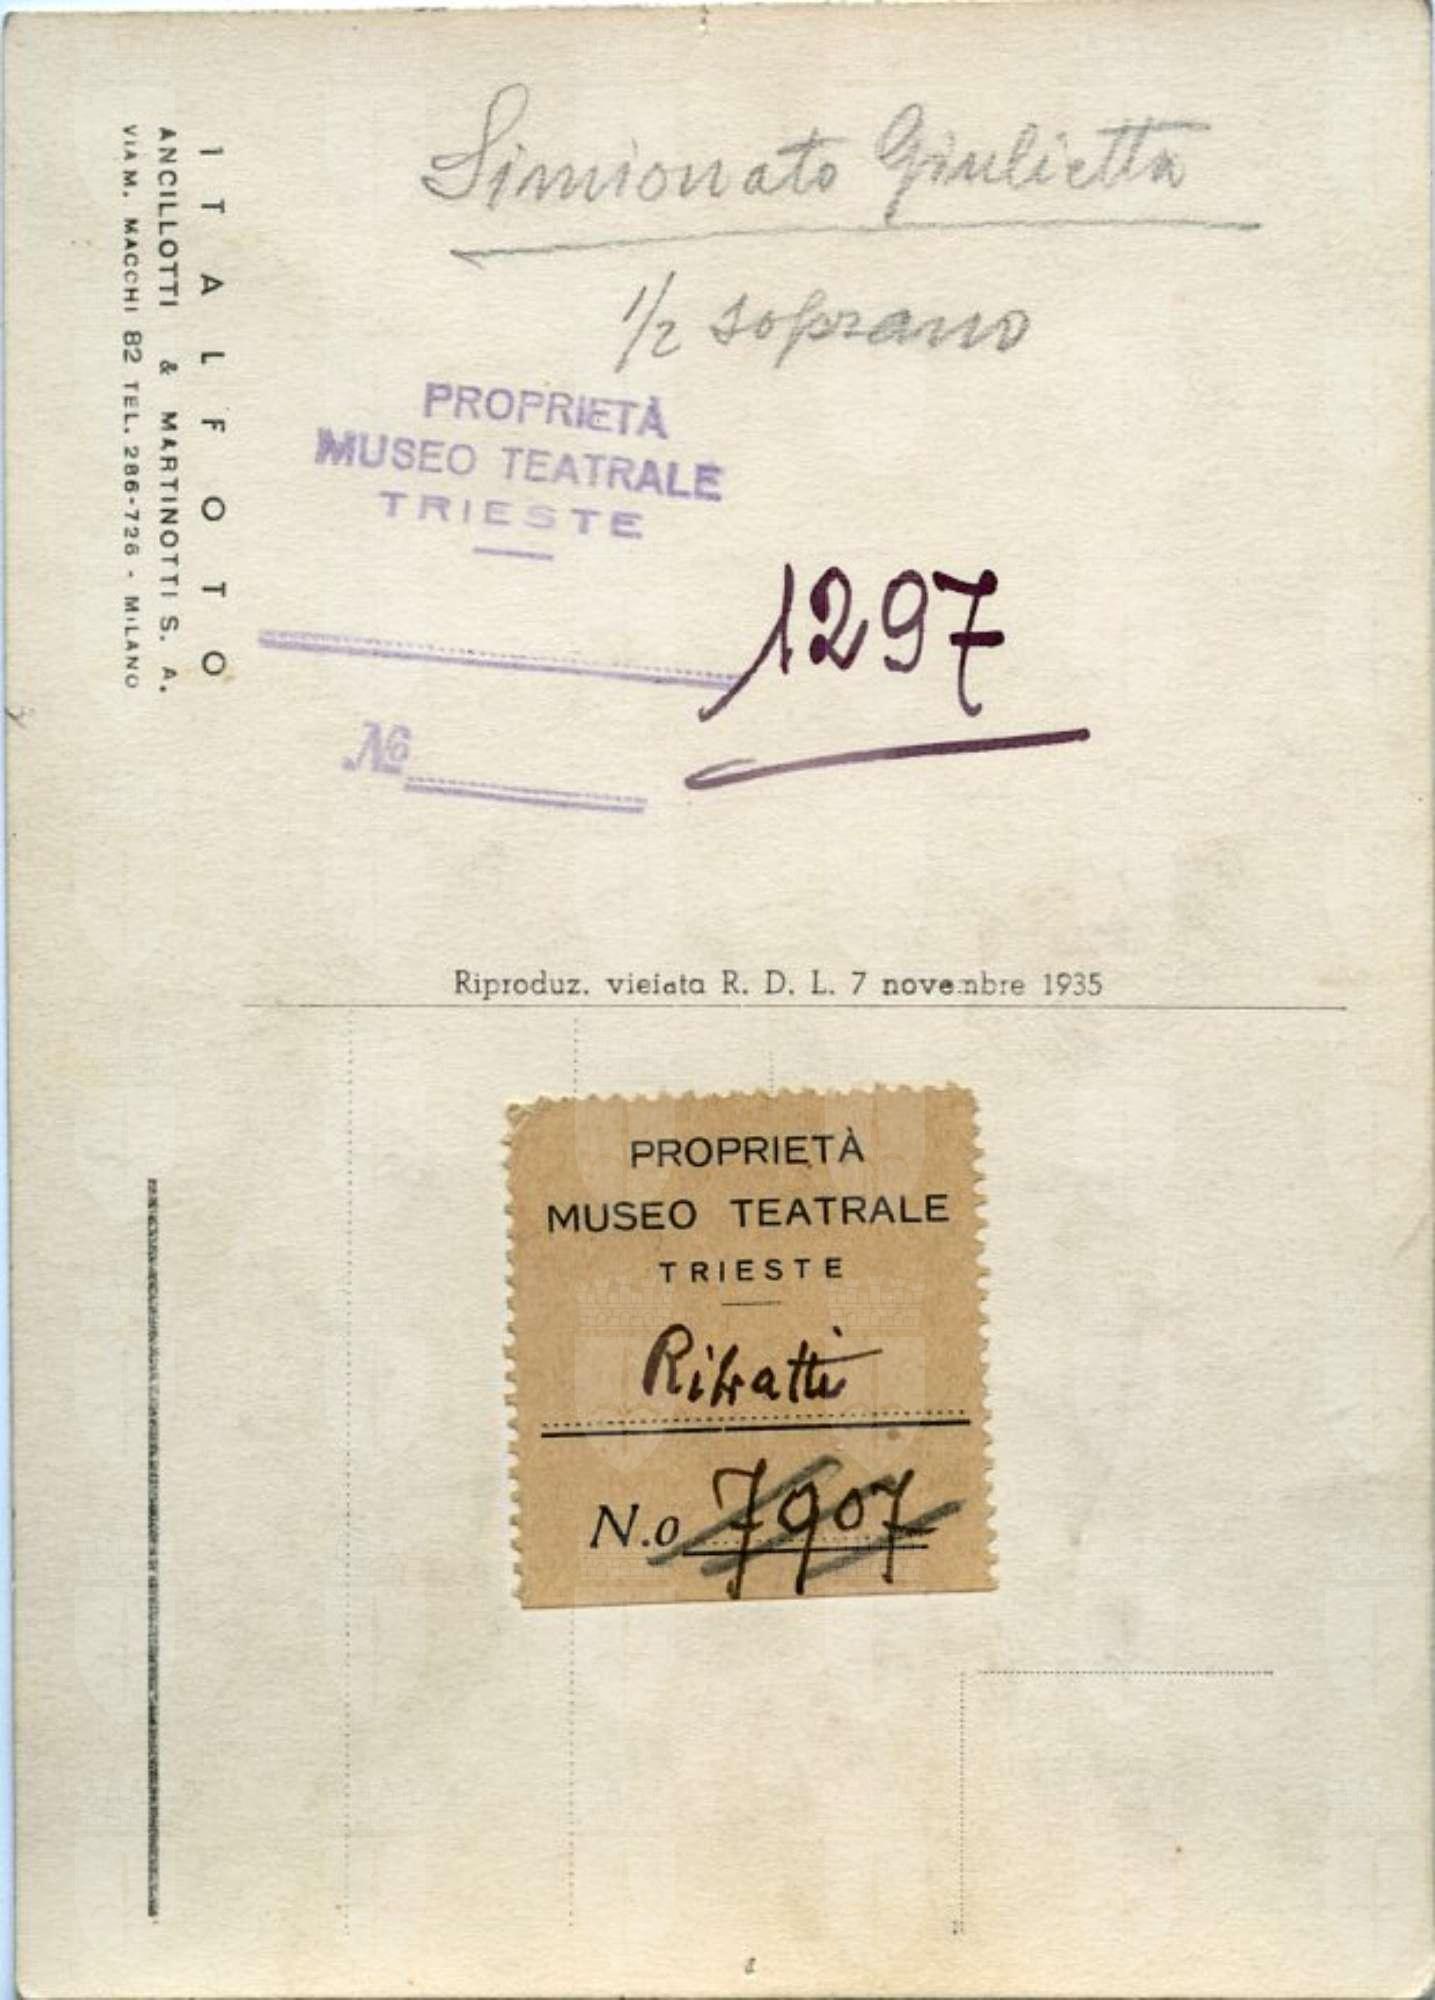 Simionato Giulietta
1/2 soprano
ITALFOTO
ANCILLOTTI & MARTINOTTI S. A.
VIA M. MACCHI 82 TEL. 286-726 - MILANO
PROPRIETÀ
MUSEO TEATRALE
TRIESTE
1297
No
Riproduz. vietata R. D. L. 7 novembre 1935
PROPRIETÀ
MUSEO TEATRALE
TRIESTE
Ritratti
N.o 7907